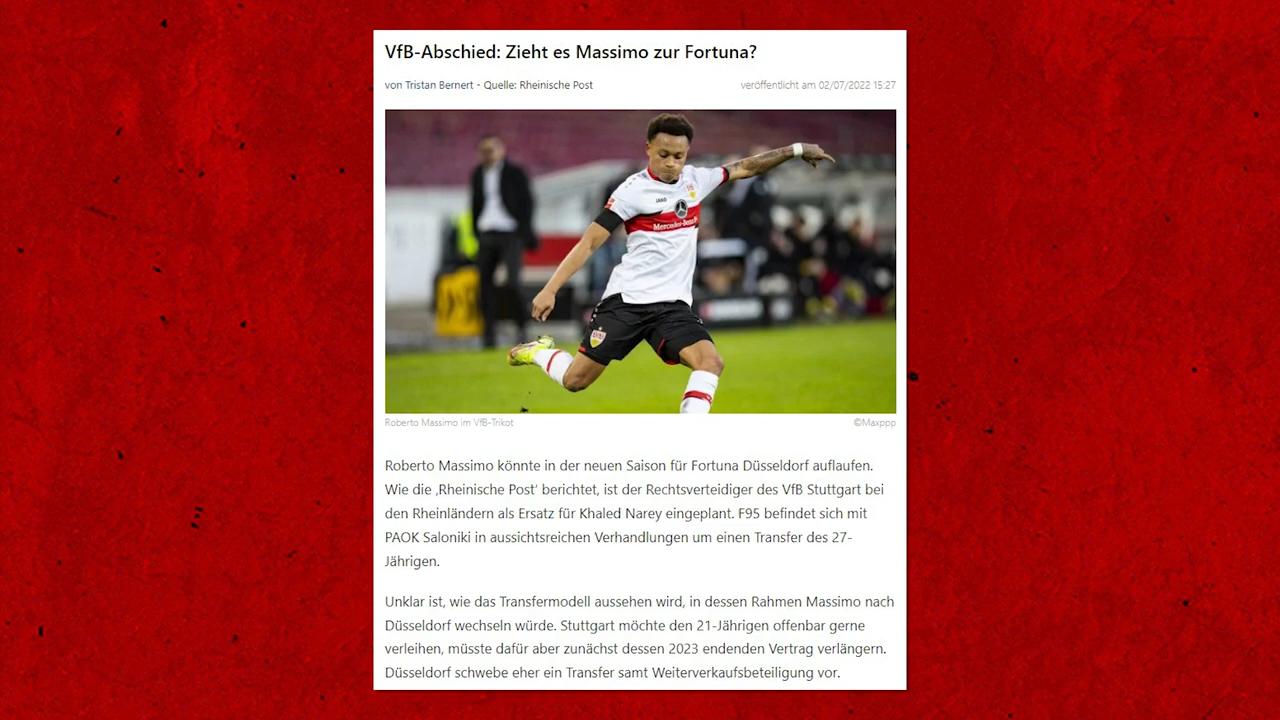 VfB-Abschied: Zieht es Massimo zur Fortuna?
von Tristan Bernert - Quelle: Rheinische Post
veröffentlicht am 02/07/2022 15:27
JAKO
Mercedes-Benz
Roberto Massimo im VfB-Trikot
©Maxppp
Roberto Massimo könnte in der neuen Saison für Fortuna Düsseldorf auflaufen.
Wie die ‚Rheinische Post‘ berichtet, ist der Rechtsverteidiger des VfB Stuttgart bei
den Rheinländern als Ersatz für Khaled Narey eingeplant. F95 befindet sich mit
PAOK Saloniki in aussichtsreichen Verhandlungen um einen Transfer des 27-
Jährigen.
Unklar ist, wie das Transfermodell aussehen wird, in dessen Rahmen Massimo nach
Düsseldorf wechseln würde. Stuttgart möchte den 21-Jährigen offenbar gerne
verleihen, müsste dafür aber zunächst dessen 2023 endenden Vertrag verlängern.
Düsseldorf schwebe eher ein Transfer samt Weiterverkaufsbeteiligung vor.